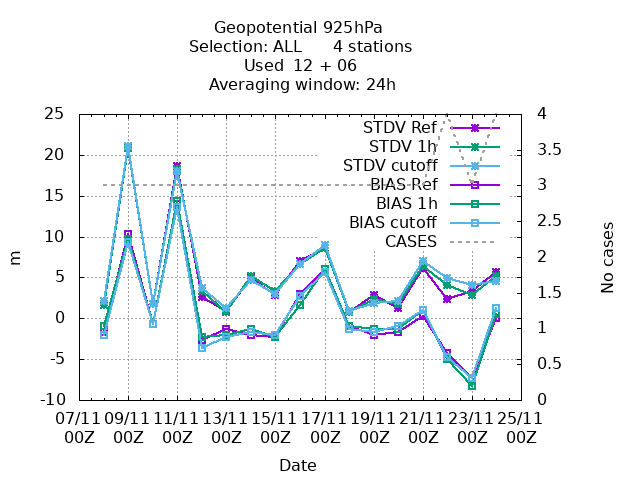 Geopotential 925hPa
Selection: ALL 4 stations
Used 12 + 06
Averaging window: 24h
25
20
15
10
5
0
-5
-10
m
4
3.5
3
2.5
2
1.5
1
0.5
0
No cases
STDV Ref
STDV 1h
STDV cutoff
BIAS Ref
BIAS 1h
BIAS cutoff
CASES
07/11 09/11 11/11 13/11 15/11 17/11 19/11 21/11 23/11 25/11
00Z 00Z 00Z 00Z 00Z 00Z 00Z 00Z 00Z 00Z
Date